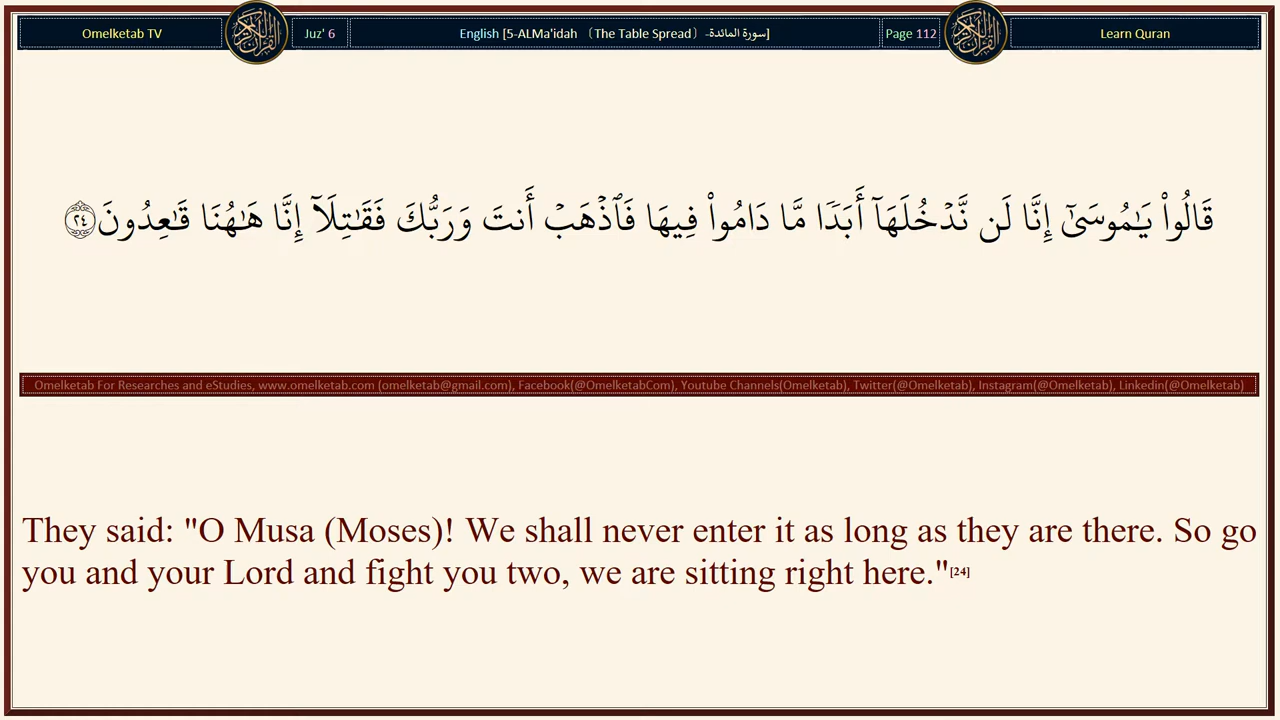 Omelketab TV
Juz' 6
English [5-ALMa'idah (The Table Spread) -سورة المائدة]
Page 112
Learn Quran
قَالُوا۟ يَـٰمُوسَىٰٓ إِنَّا لَن نَّدْخُلَهَآ أَبَدًۭا مَّا دَامُوا۟ فِيهَا فَٱذْهَبْ أَنتَ وَرَبُّكَ فَقَـٰتِلَآ إِنَّا هَـٰهُنَا قَـٰعِدُونَ ٢٤
Omelketab For Researches and eStudies, www.omelketab.com (omelketab@gmail.com), Facebook(@OmelketabCom), Youtube Channels(Omelketab), Twitter(@Omelketab), Instagram(@Omelketab), Linkedin(@Omelketab)
They said: "O Musa (Moses)! We shall never enter it as long as they are there. So go
you and your Lord and fight you two, we are sitting right here."[24]